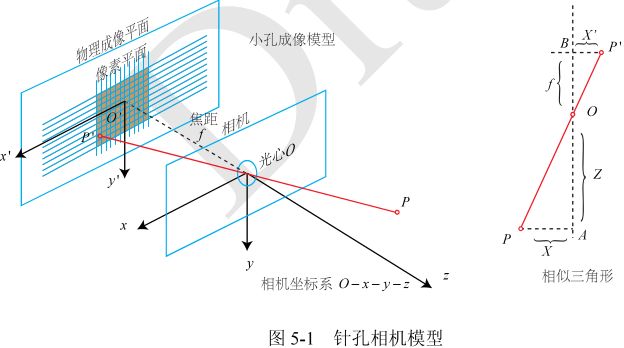 小孔成像模型
物理成像平面
像素平面
O'
P'
x'
y'
焦距
f
相机
光心O
P
x
y
z
相机坐标系 O-x-y-z
B
X'
P'
f
O
Z
P
X
A
相似三角形
图 5-1 针孔相机模型